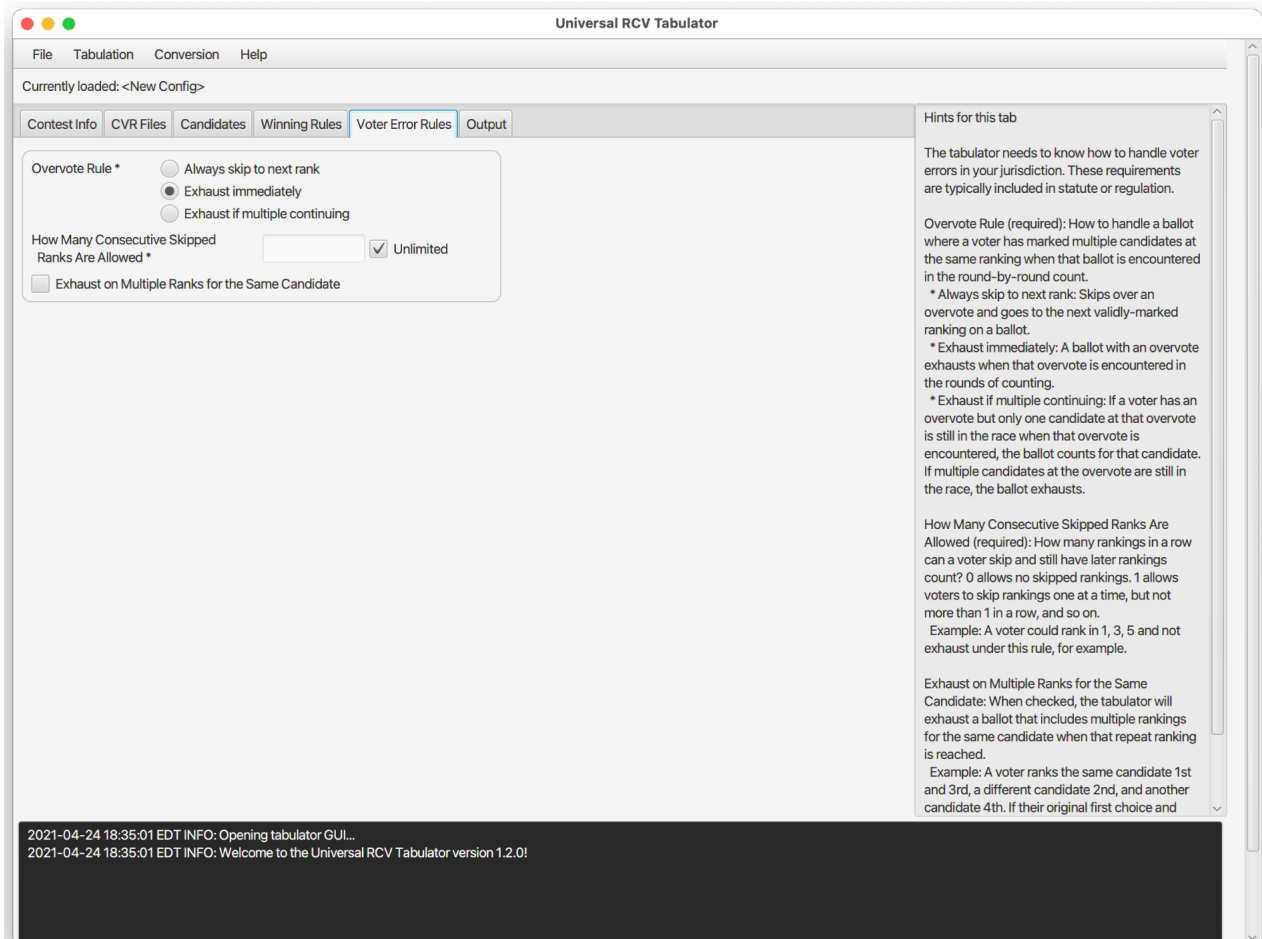 Universal RCV Tabulator
File Tabulation Conversion Help
Currently loaded: <New Config>
Contest Info CVR Files Candidates Winning Rules Voter Error Rules Output
Overvote Rule *
Always skip to next rank
Exhaust immediately
Exhaust if multiple continuing
How Many Consecutive Skipped
Ranks Are Allowed *
Unlimited
Exhaust on Multiple Ranks for the Same Candidate
Hints for this tab
The tabulator needs to know how to handle voter
errors in your jurisdiction. These requirements
are typically included in statute or regulation.
Overvote Rule (required): How to handle a ballot
where a voter has marked multiple candidates at
the same ranking when that ballot is encountered
in the round-by-round count.
* Always skip to next rank: Skips over an
overvote and goes to the next validly-marked
ranking on a ballot.
* Exhaust immediately: A ballot with an overvote
exhausts when that overvote is encountered in
the rounds of counting.
* Exhaust if multiple continuing: If a voter has an
overvote but only one candidate at that overvote
is still in the race when that overvote is
encountered, the ballot counts for that candidate.
If multiple candidates at the overvote are still in
the race, the ballot exhausts.
How Many Consecutive Skipped Ranks Are
Allowed (required): How many rankings in a row
can a voter skip and still have later rankings
count? 0 allows no skipped rankings. 1 allows
voters to skip rankings one at a time, but not
more than 1 in a row, and so on.
Example: A voter could rank in 1, 3, 5 and not
exhaust under this rule, for example.
Exhaust on Multiple Ranks for the Same
Candidate: When checked, the tabulator will
exhaust a ballot that includes multiple rankings
for the same candidate when that repeat ranking
is reached.
Example: A voter ranks the same candidate 1st
and 3rd, a different candidate 2nd, and another
candidate 4th. If their original first choice and
2021-04-24 18:35:01 EDT INFO: Opening tabulator GUI...
2021-04-24 18:35:01 EDT INFO: Welcome to the Universal RCV Tabulator version 1.2.0!